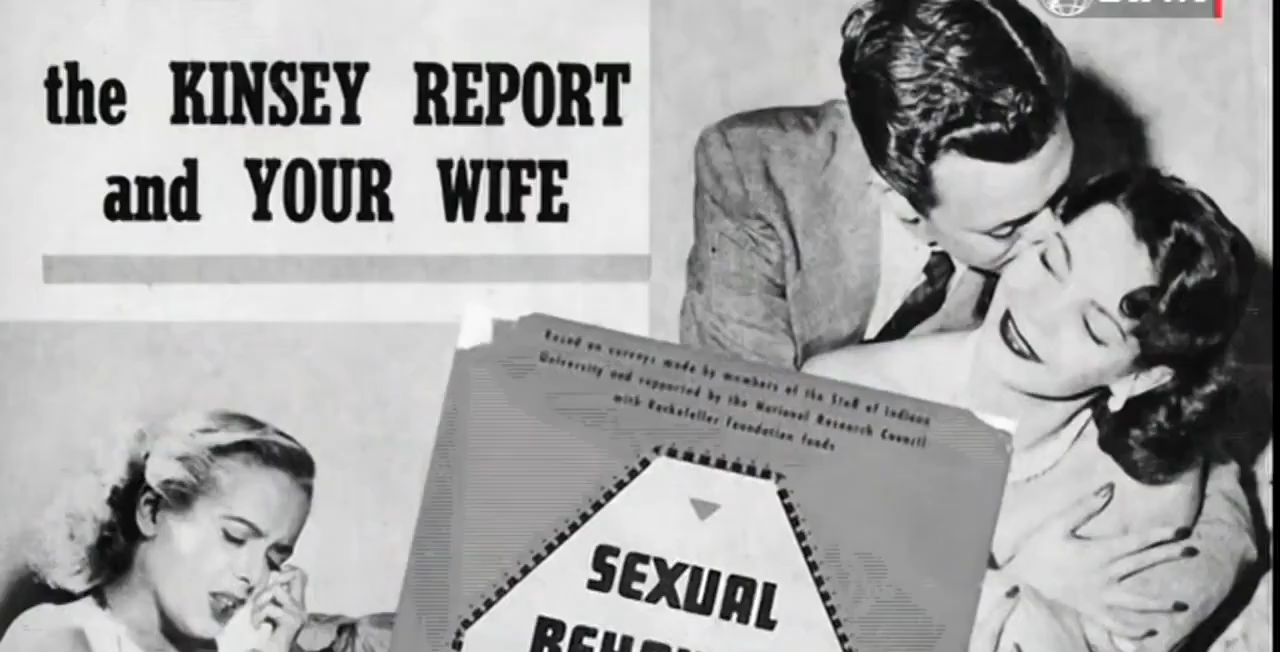 the KINSEY REPORT
and YOUR WIFE
Based on surveys made by members of the Staff of Indiana
University and supported by the National Research Council
with Rockefeller Foundation funds
SEXUAL